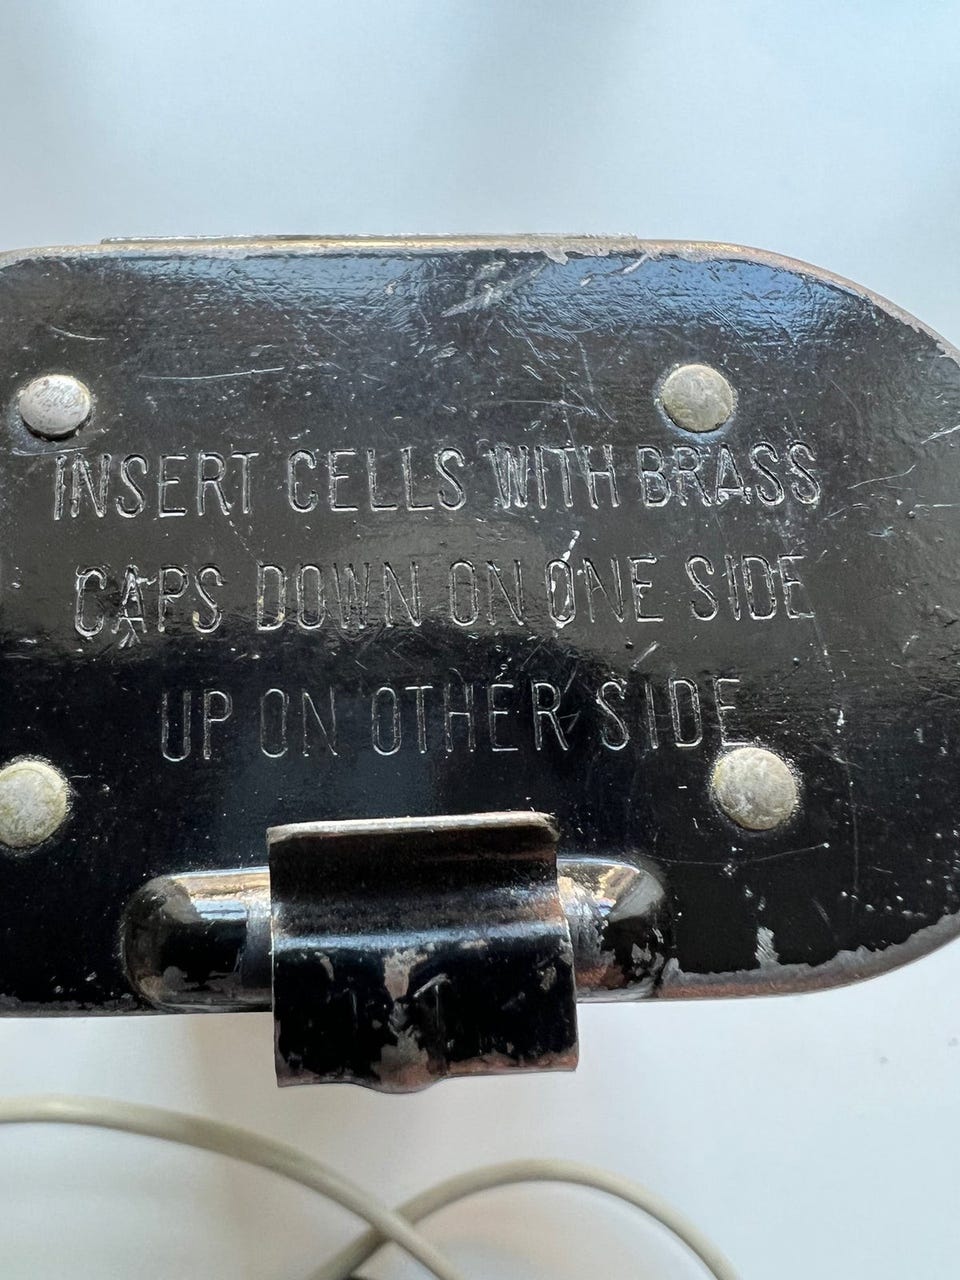 INSERT CELLS WITH BRASS
CAPS DOWN ON ONE SIDE
UP ON OTHER SIDE